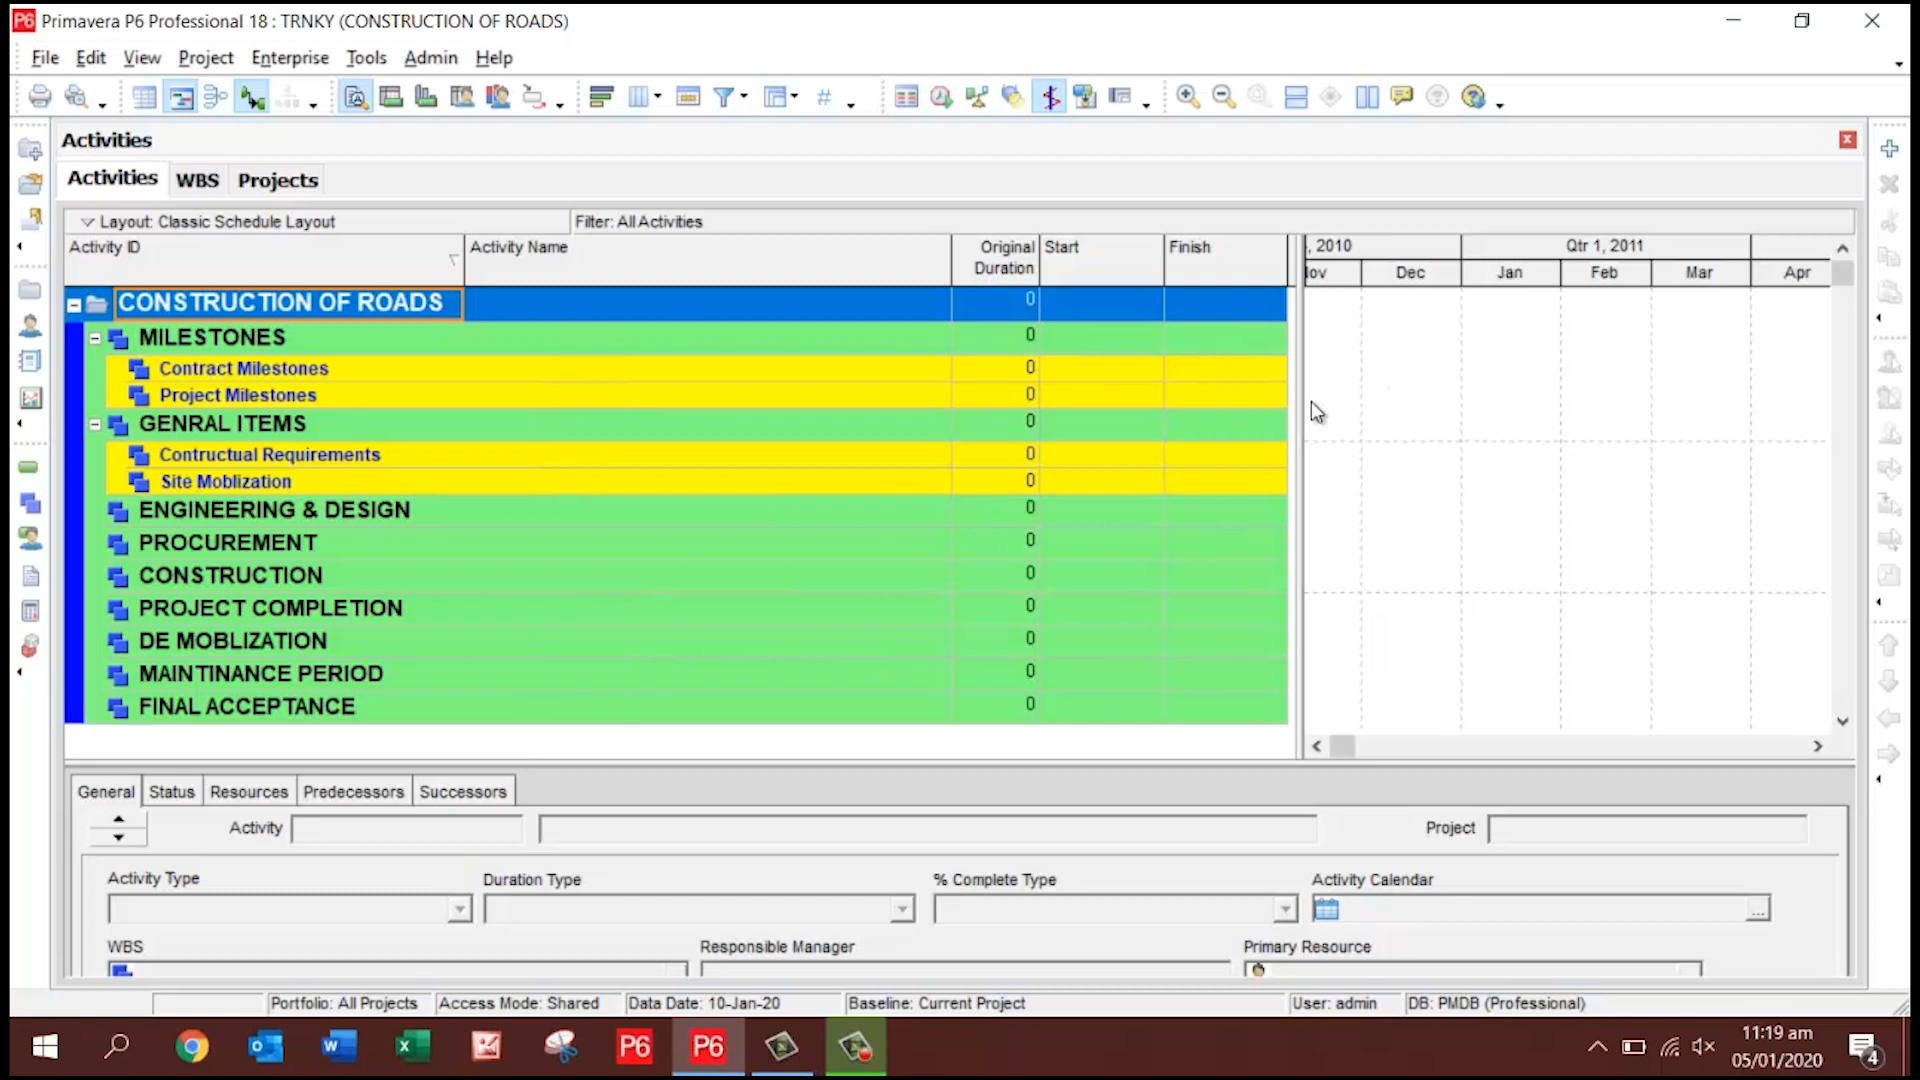 P6 Primavera P6 Professional 18 : TRNKY (CONSTRUCTION OF ROADS)
File Edit View Project Enterprise Tools Admin Help
Activities
Activities WBS Projects
Layout: Classic Schedule Layout Filter: All Activities
Activity ID Activity Name Original Duration Start Finish , 2010 Qtr 1, 2011
Dec Jan Feb Mar Apr
CONSTRUCTION OF ROADS 0
MILESTONES 0
Contract Milestones 0
Project Milestones 0
GENRAL ITEMS 0
Contructual Requirements 0
Site Moblization 0
ENGINEERING & DESIGN 0
PROCUREMENT 0
CONSTRUCTION 0
PROJECT COMPLETION 0
DE MOBLIZATION 0
MAINTINANCE PERIOD 0
FINAL ACCEPTANCE 0
General Status Resources Predecessors Successors
Activity Project
Activity Type Duration Type % Complete Type Activity Calendar
WBS Responsible Manager Primary Resource
Portfolio: All Projects Access Mode: Shared Data Date: 10-Jan-20 Baseline: Current Project User: admin DB: PMDB (Professional)
P6 P6 11:19 am
05/01/2020 4